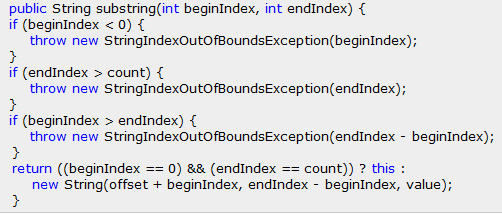 public String substring(int beginIndex, int endIndex) {
if (beginIndex < 0) {
throw new StringIndexOutOfBoundsException(beginIndex);
}
if (endIndex > count) {
throw new StringIndexOutOfBoundsException(endIndex);
}
if (beginIndex > endIndex) {
throw new StringIndexOutOfBoundsException(endIndex - beginIndex);
}
return ((beginIndex == 0) && (endIndex == count)) ? this :
new String(offset + beginIndex, endIndex - beginIndex, value);
}